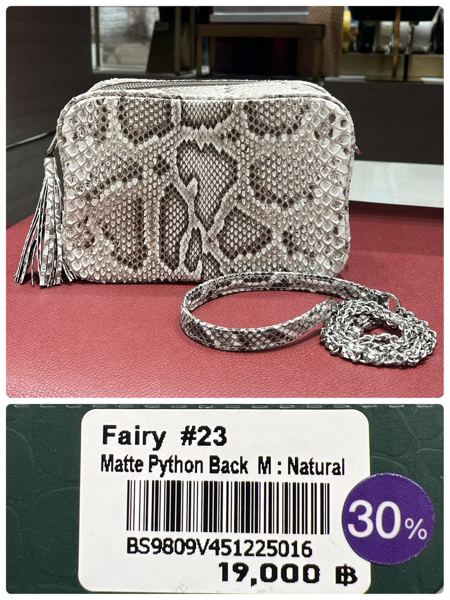 Fairy #23
Matte Python Back M : Natural
30%
BS9809V451225016
19,000 ฿